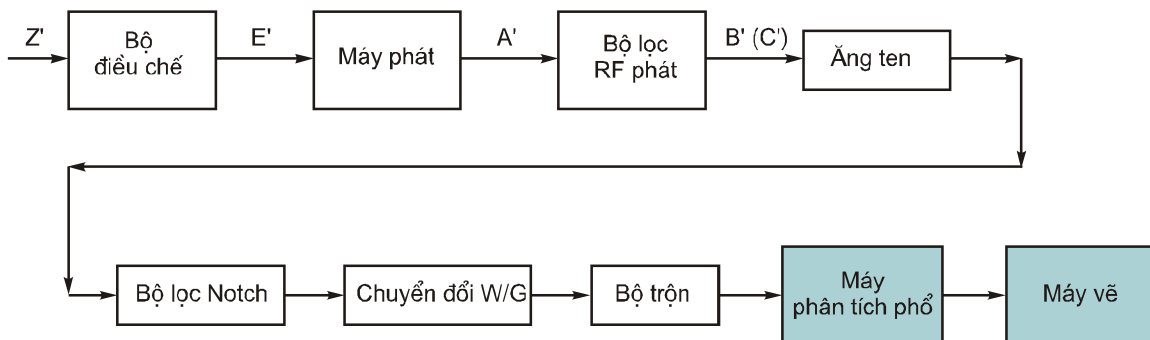 Z'
Bộ
điều chế
E'
Máy phát
A'
Bộ lọc
RF phát
B' (C')
Ăng ten
Bộ lọc Notch
Chuyển đổi W/G
Bộ trộn
Máy
phân tích phổ
Máy vẽ